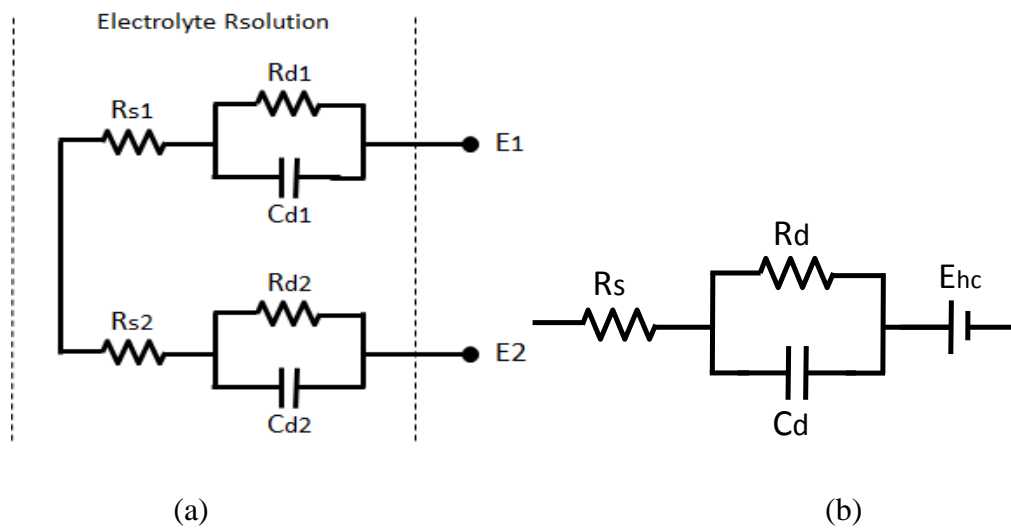 Electrolyte Rsolution
Rd1
Rs1
E1
Cd1
Rd2
Rs2
E2
Cd2
Rd
Rs
Ehc
Cd
(a)
(b)